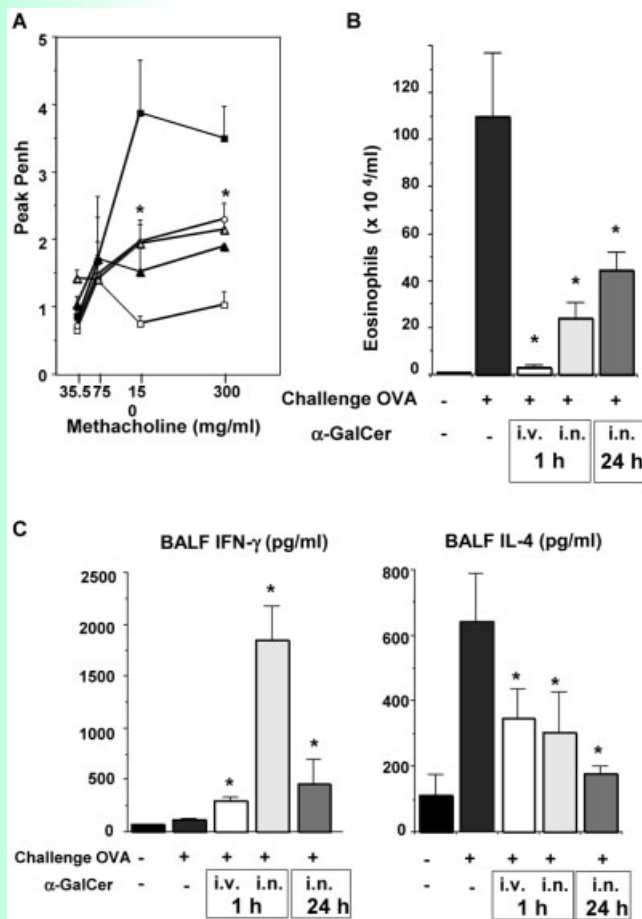 A
5
4
3
2
1
0
Peak Penh
*
*
35.5 75 15 300
0
Methacholine (mg/ml)
B
120
100
80
60
40
20
0
Eosinophils (x 10 4/ml)
*
*
*
Challenge OVA - + + + +
α-GalCer - - i.v. i.n. i.n.
1 h 24 h
C
BALF IFN-γ (pg/ml)
2500
2000
1500
1000
500
0
*
*
*
Challenge OVA - + + + +
α-GalCer - - i.v. i.n. i.n.
1 h 24 h
BALF IL-4 (pg/ml)
800
600
400
200
0
*
*
*
- + + + +
- - i.v. i.n. i.n.
1 h 24 h